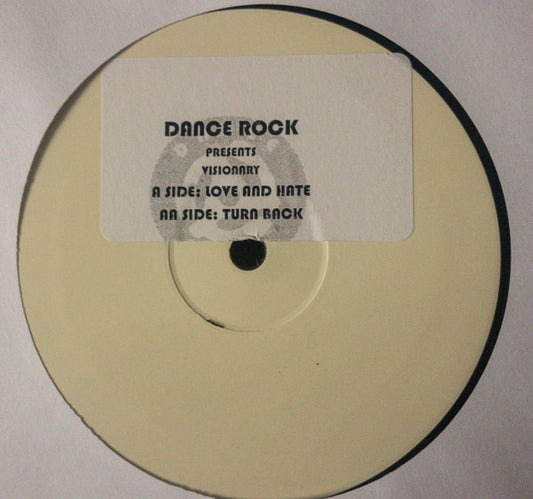 DANCE ROCK
PRESENTS
VISIONARY
A SIDE: LOVE AND HATE
AA SIDE: TURN BACK